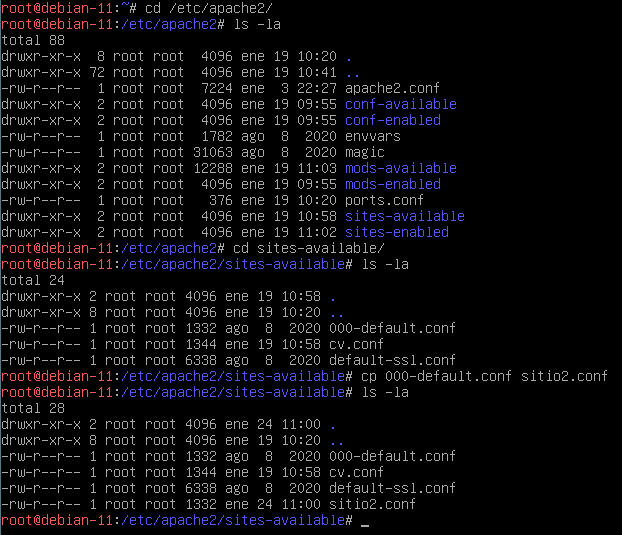 root@debian-11:~# cd /etc/apache2/
root@debian-11:/etc/apache2# ls -la
total 88
drwxr-xr-x  8 root root  4096 ene 19 10:20 .
drwxr-xr-x 72 root root  4096 ene 19 10:41 ..
-rw-r--r--  1 root root  7224 ene  3 22:27 apache2.conf
drwxr-xr-x  2 root root  4096 ene 19 09:55 conf-available
drwxr-xr-x  2 root root  4096 ene 19 09:55 conf-enabled
-rw-r--r--  1 root root  1782 ago  8  2020 envvars
-rw-r--r--  1 root root 31063 ago  8  2020 magic
drwxr-xr-x  2 root root 12288 ene 19 11:03 mods-available
drwxr-xr-x  2 root root  4096 ene 19 09:55 mods-enabled
-rw-r--r--  1 root root   376 ene 19 10:20 ports.conf
drwxr-xr-x  2 root root  4096 ene 19 10:58 sites-available
drwxr-xr-x  2 root root  4096 ene 19 11:02 sites-enabled
root@debian-11:/etc/apache2# cd sites-available/
root@debian-11:/etc/apache2/sites-available# ls -la
total 24
drwxr-xr-x 2 root root 4096 ene 19 10:58 .
drwxr-xr-x 8 root root 4096 ene 19 10:20 ..
-rw-r--r-- 1 root root 1332 ago  8  2020 000-default.conf
-rw-r--r-- 1 root root 1344 ene 19 10:58 cv.conf
-rw-r--r-- 1 root root 6338 ago  8  2020 default-ssl.conf
root@debian-11:/etc/apache2/sites-available# cp 000-default.conf sitio2.conf
root@debian-11:/etc/apache2/sites-available# ls -la
total 28
drwxr-xr-x 2 root root 4096 ene 24 11:00 .
drwxr-xr-x 8 root root 4096 ene 19 10:20 ..
-rw-r--r-- 1 root root 1332 ago  8  2020 000-default.conf
-rw-r--r-- 1 root root 1344 ene 19 10:58 cv.conf
-rw-r--r-- 1 root root 6338 ago  8  2020 default-ssl.conf
-rw-r--r-- 1 root root 1332 ene 24 11:00 sitio2.conf
root@debian-11:/etc/apache2/sites-available# _